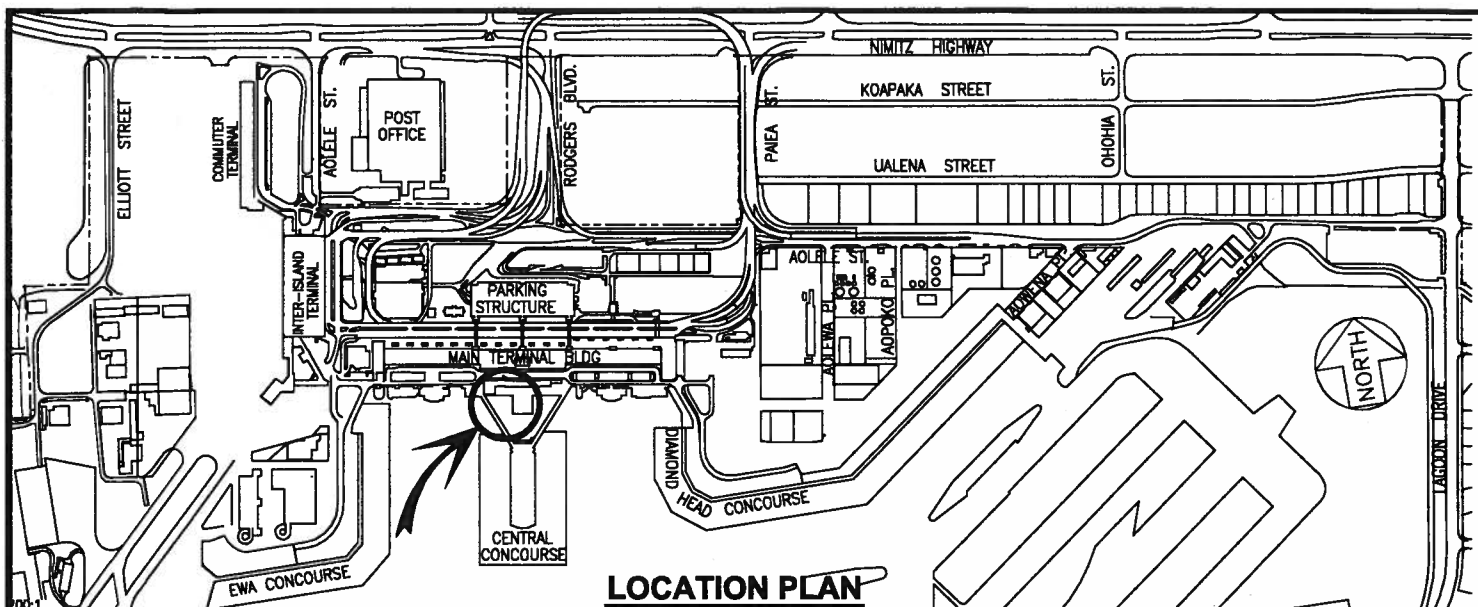 NIMITZ HIGHWAY
KOAPAKA STREET
UALENA STREET
ELLIOTT STREET
COMMUTER
TERMINAL
AOLELE ST.
POST
OFFICE
RODGERS BLVD.
PAIEA ST.
OHOHIA ST.
INTER-ISLAND
TERMINAL
PARKING
STRUCTURE
MAIN TERMINAL BLDG
AOLELE ST.
AOLEWA PL.
AOPOKO PL.
AOWENA PL.
NORTH
LAGOON DRIVE
DIAMOND
HEAD CONCOURSE
CENTRAL
CONCOURSE
EWA CONCOURSE
LOCATION PLAN